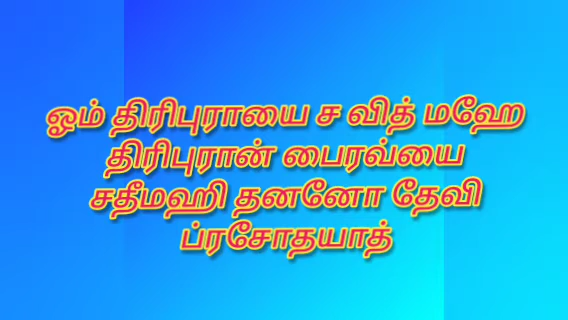 ஓம் திரிபுராயை ச வித் மஹே
திரிபுரான் பைரவ்யை
சதீமஹி தனனோ தேவி
ப்ரசோதயாத்